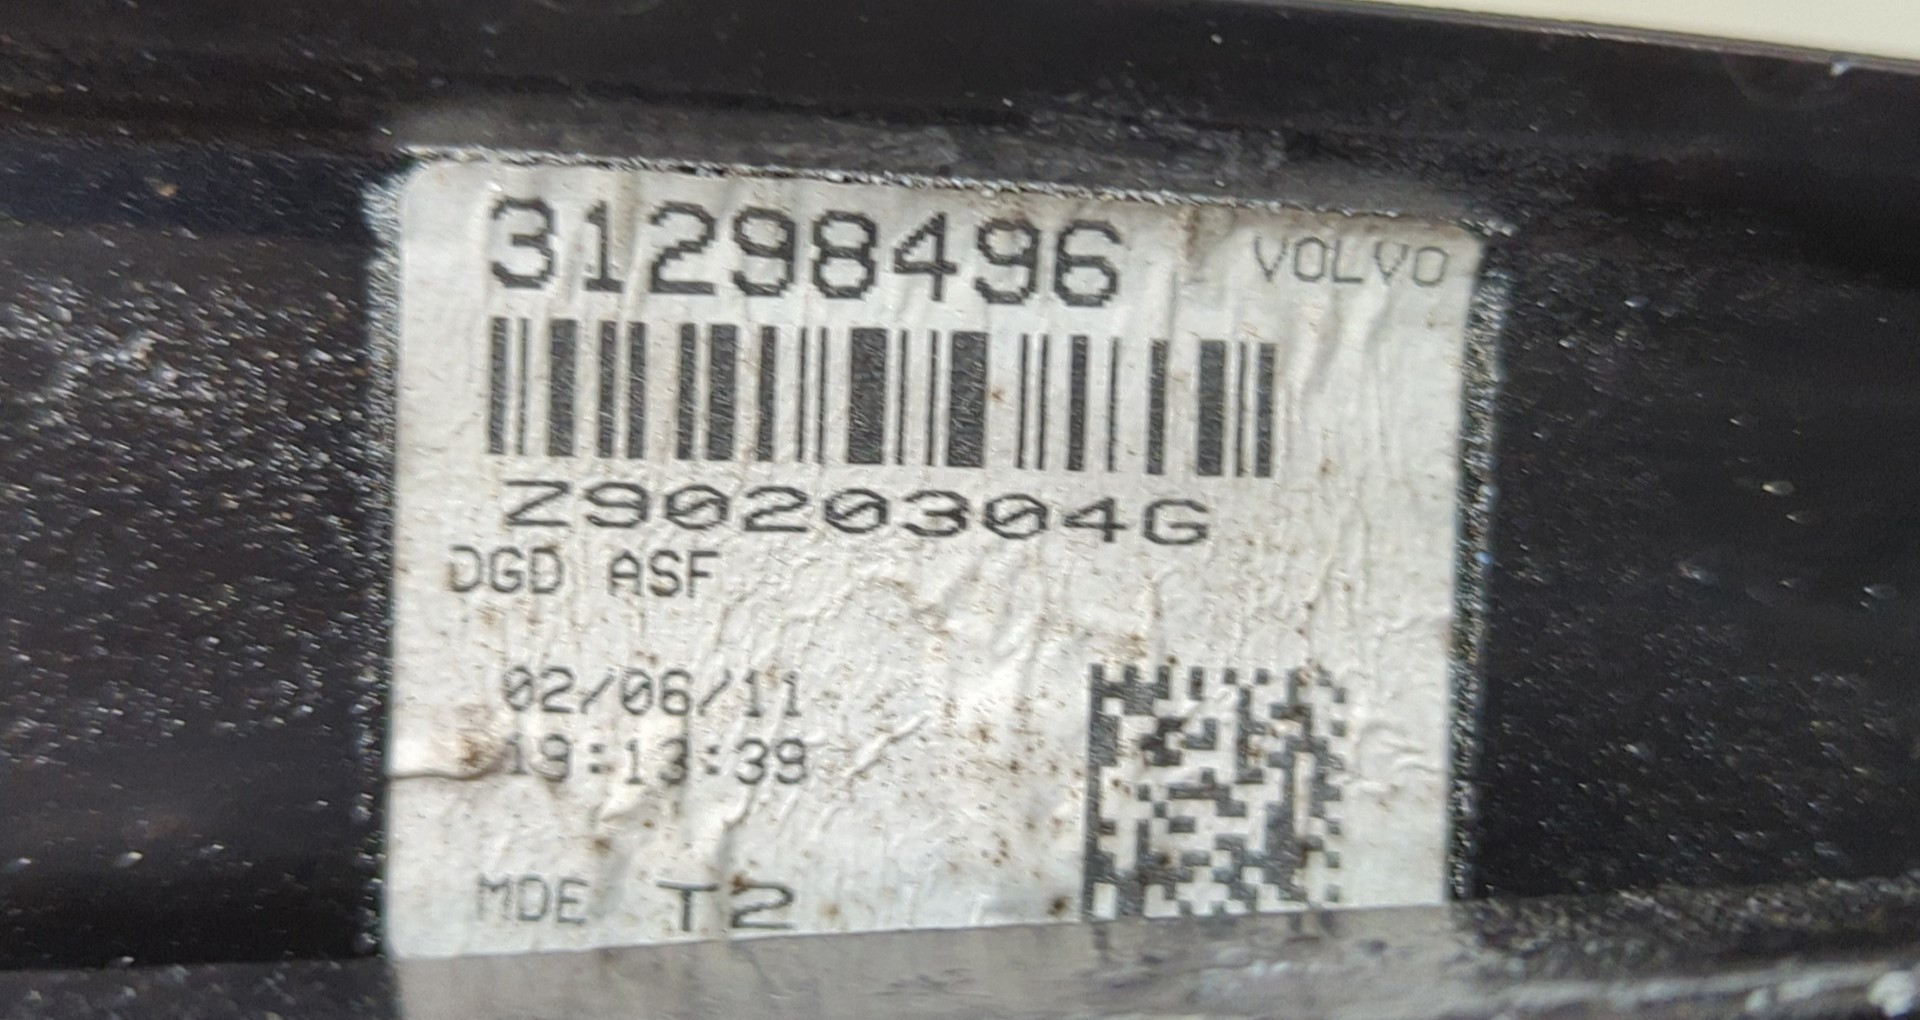 31298496 VOLVO
Z9020304G
DGD ASF
02/06/11
19:13:39
MDE T2